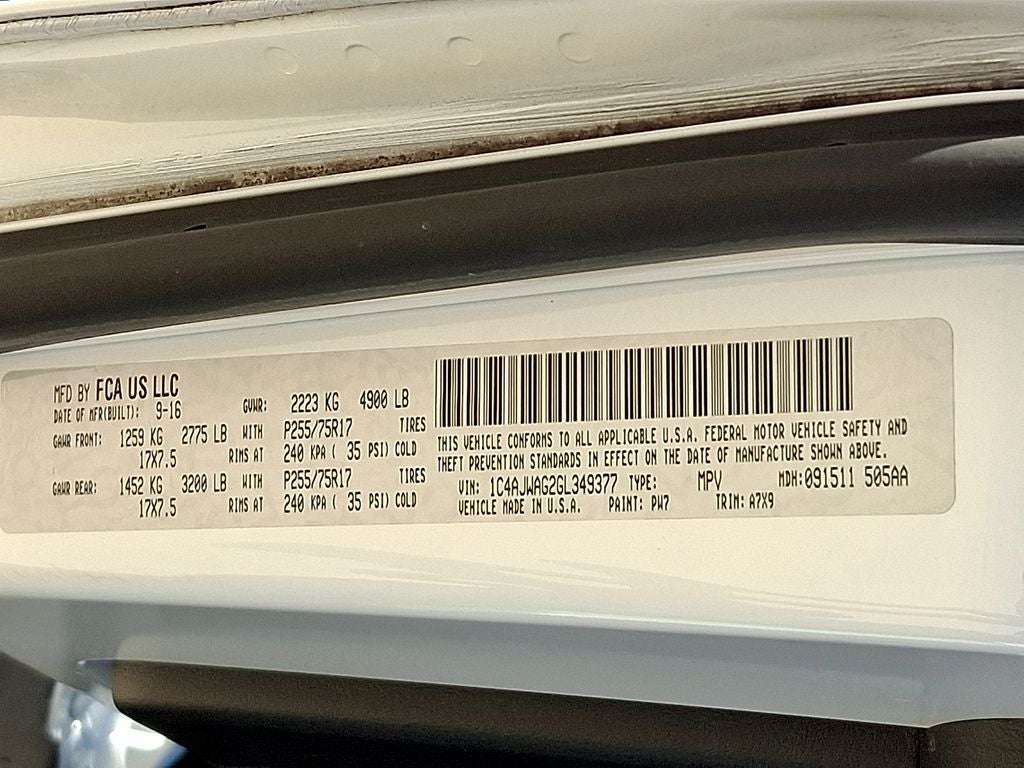 MFD BY FCA US LLC
DATE OF MFR(BUILT): 9-16 GVWR: 2223 KG 4900 LB
GAWR FRONT: 1259 KG 2775 LB WITH P255/75R17 TIRES
17X7.5 RIMS AT 240 KPA ( 35 PSI) COLD
GAWR REAR: 1452 KG 3200 LB WITH P255/75R17 TIRES
17X7.5 RIMS AT 240 KPA ( 35 PSI) COLD
THIS VEHICLE CONFORMS TO ALL APPLICABLE U.S.A. FEDERAL MOTOR VEHICLE SAFETY AND
THEFT PREVENTION STANDARDS IN EFFECT ON THE DATE OF MANUFACTURE SHOWN ABOVE.
VIN: 1C4AJWAG2GL349377 TYPE: MPV MDH:091511 505AA
VEHICLE MADE IN U.S.A. PAINT: PW7 TRIM: A7X9